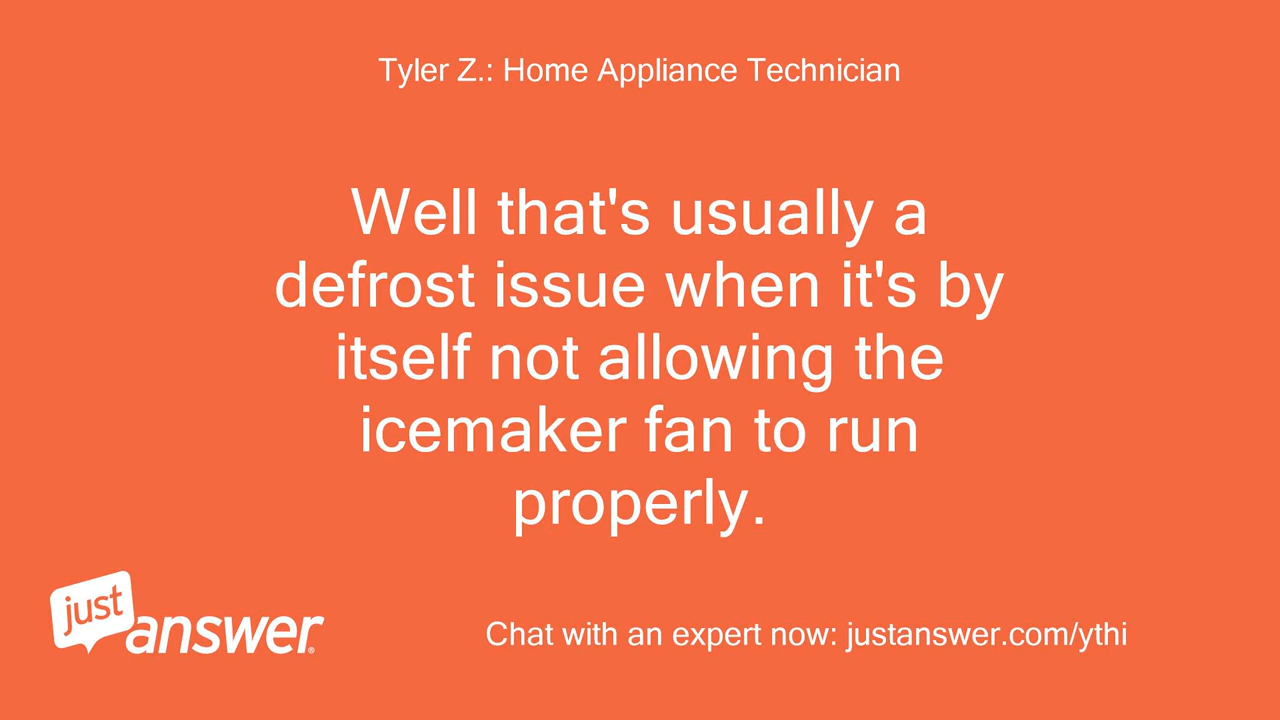 Tyler Z.: Home Appliance Technician
Well that's usually a
defrost issue when it's by
itself not allowing the
icemaker fan to run
properly.
just
answer®
Chat with an expert now: justanswer.com/ythi